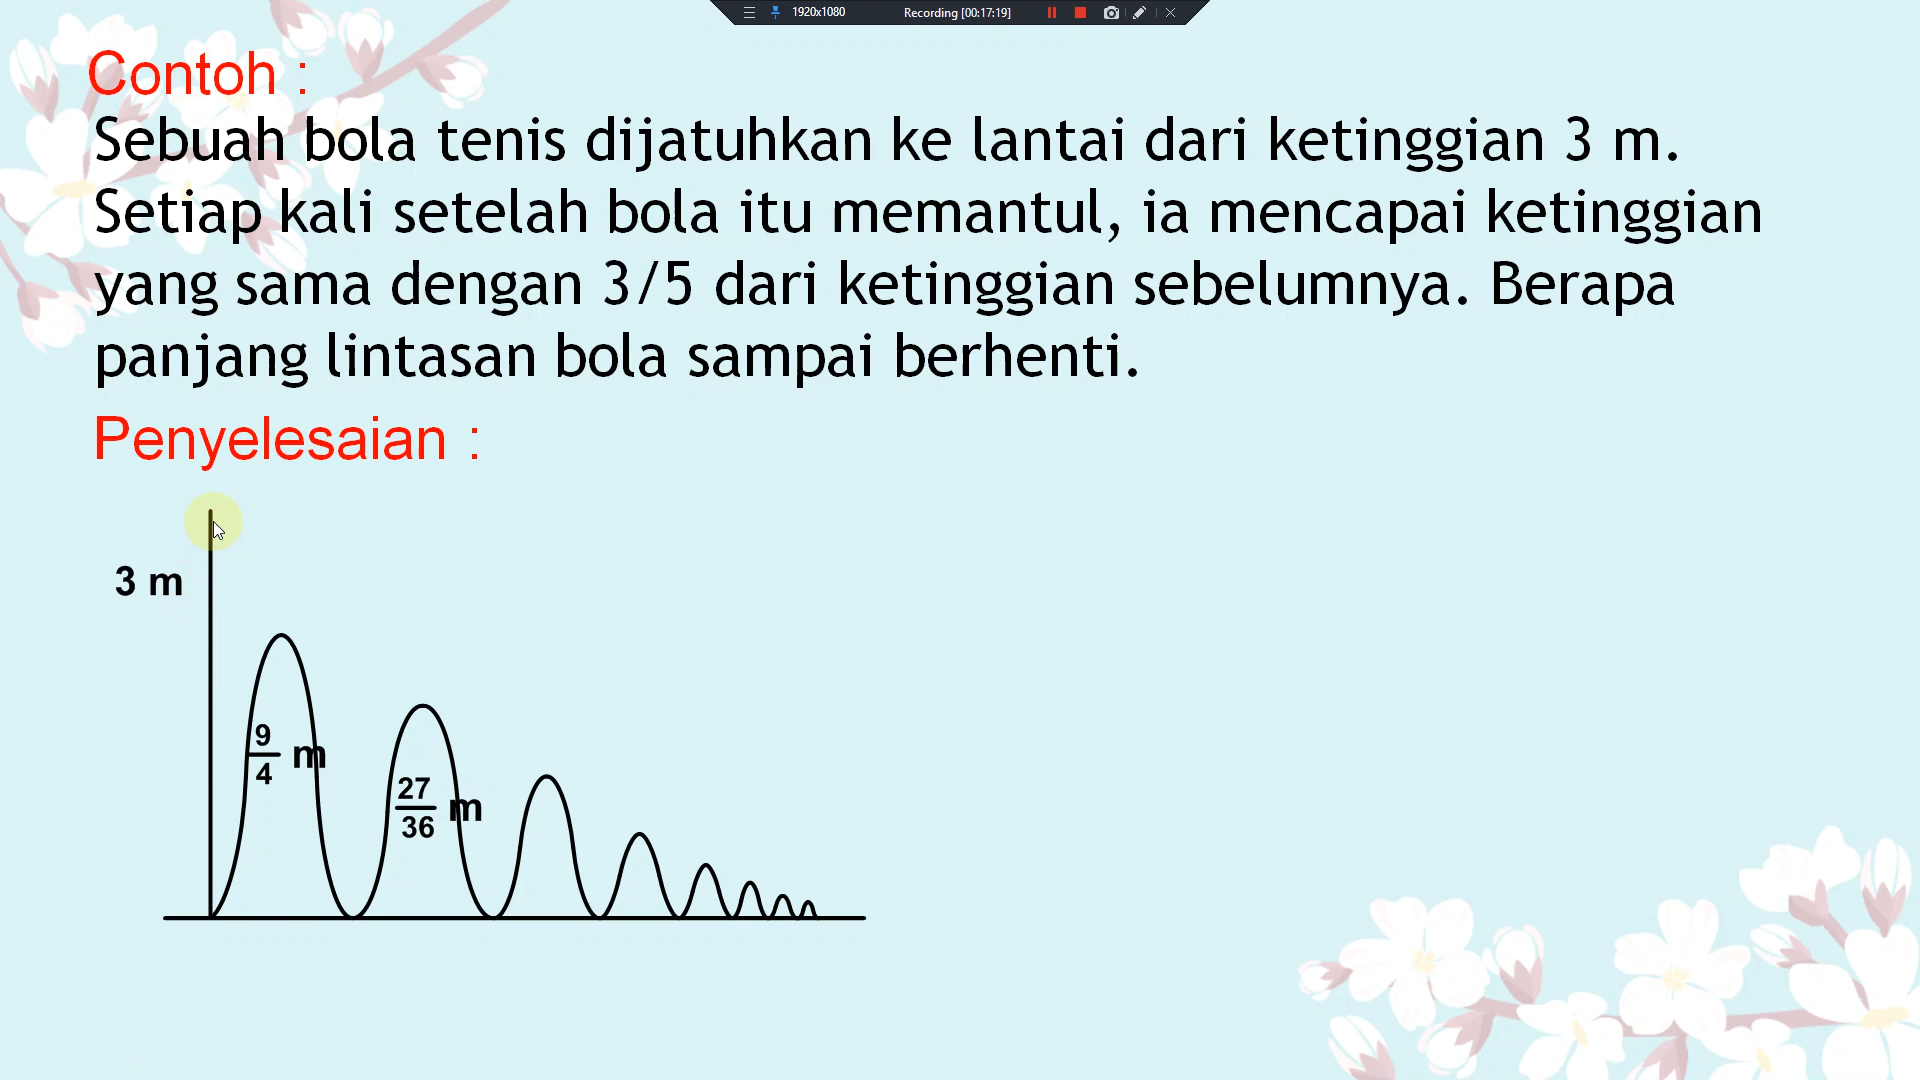 1920x1080 Recording [00:17:19]
Contoh :
Sebuah bola tenis dijatuhkan ke lantai dari ketinggian 3 m.
Setiap kali setelah bola itu memantul, ia mencapai ketinggian
yang sama dengan 3/5 dari ketinggian sebelumnya. Berapa
panjang lintasan bola sampai berhenti.
Penyelesaian :
3 m
9/4 m
27/36 m